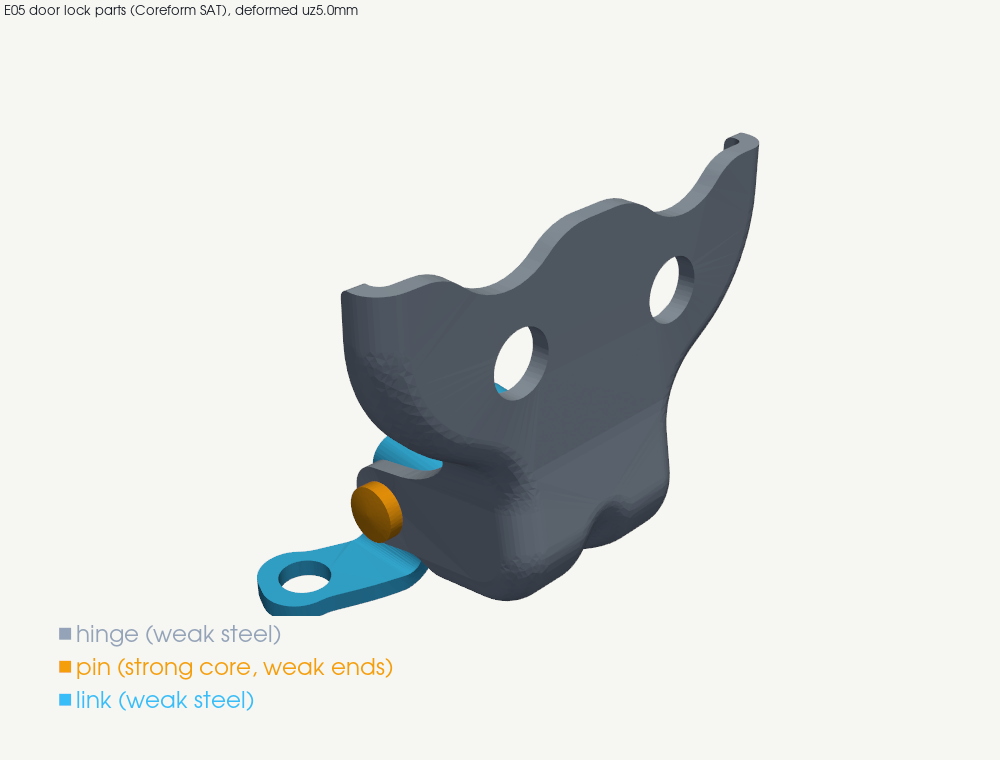 E05 door lock parts (Coreform SAT), deformed uz5.0mm
hinge (weak steel)
pin (strong core, weak ends)
link (weak steel)